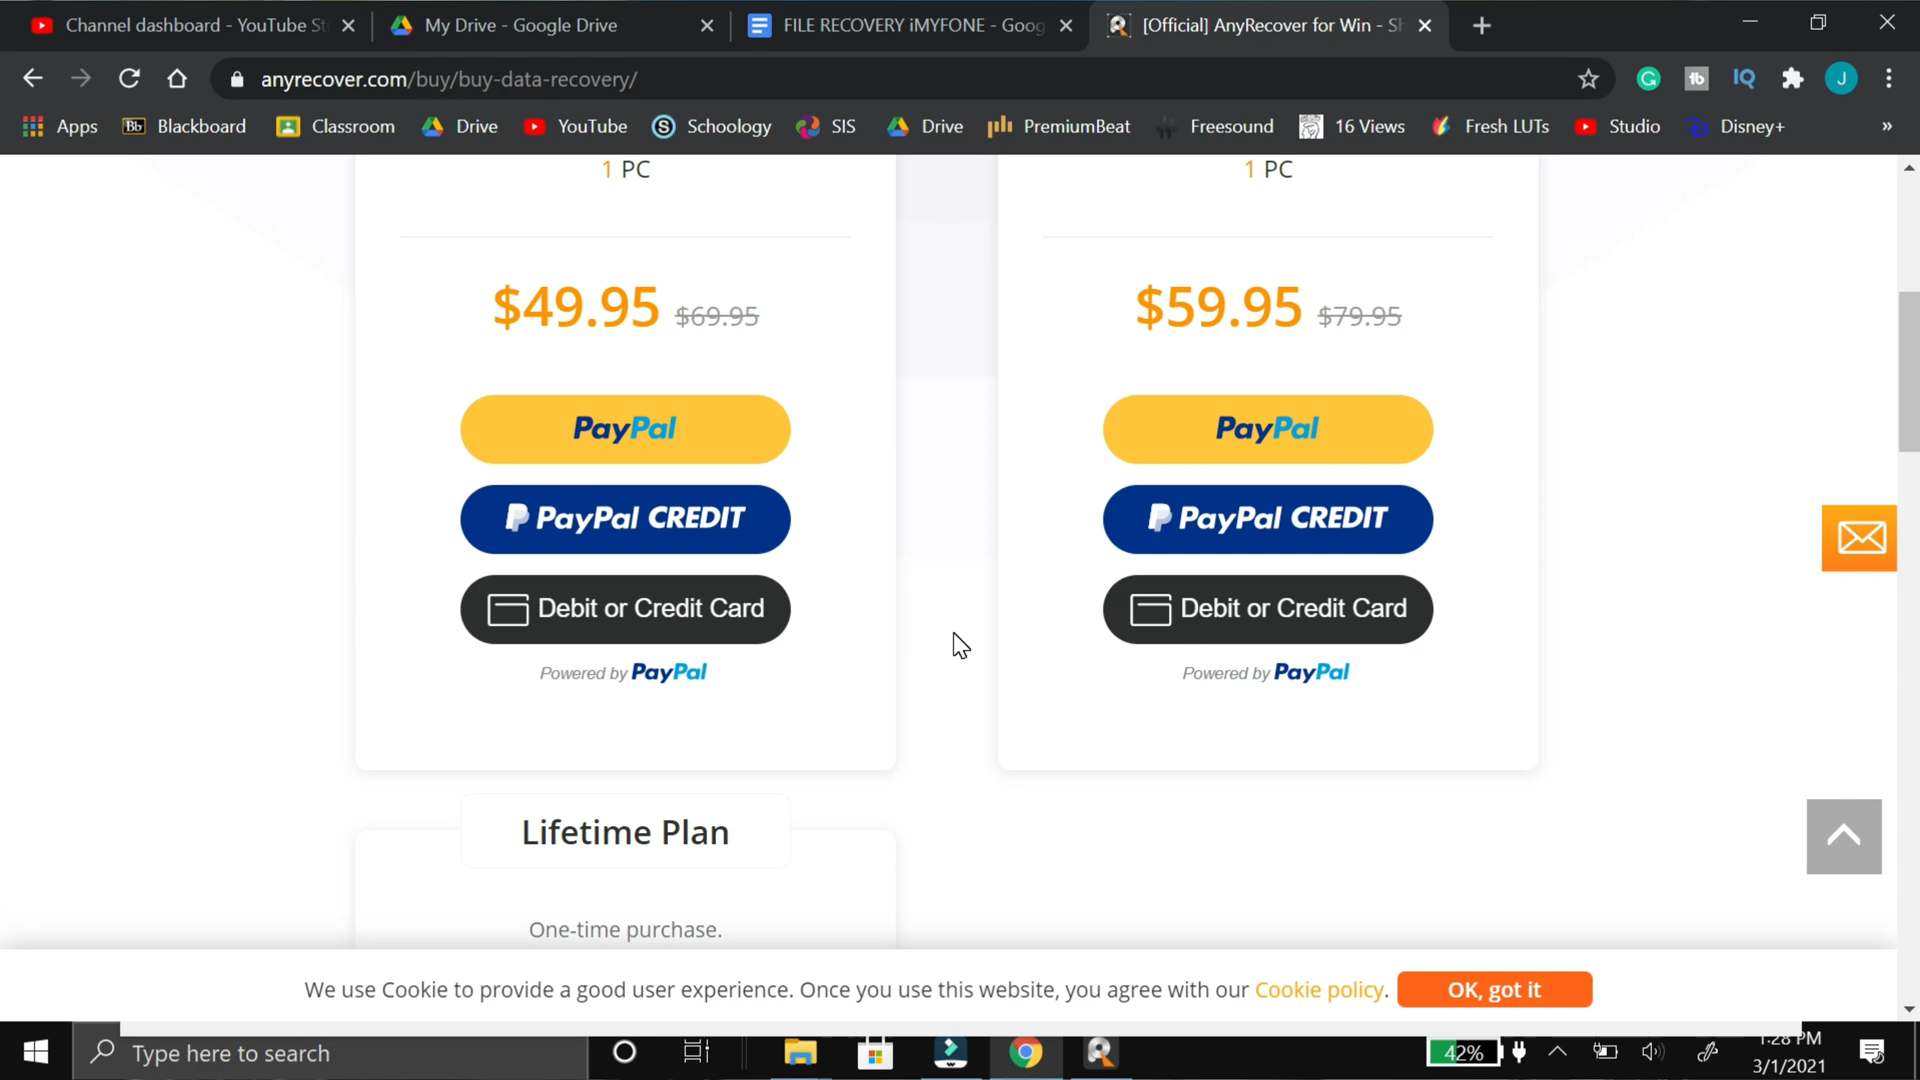 Channel dashboard - YouTube St
My Drive - Google Drive
FILE RECOVERY iMYFONE - Goog
[Official] AnyRecover for Win - Sh
anyrecover.com/buy/buy-data-recovery/
Apps
Bb Blackboard
Classroom
Drive
YouTube
Schoology
SIS
Drive
PremiumBeat
Freesound
16 Views
Fresh LUTs
Studio
Disney+
»
1 PC
1 PC
$49.95 $69.95
$59.95 $79.95
PayPal
PayPal
PayPal CREDIT
PayPal CREDIT
Debit or Credit Card
Debit or Credit Card
Powered by PayPal
Powered by PayPal
Lifetime Plan
One-time purchase.
We use Cookie to provide a good user experience. Once you use this website, you agree with our Cookie policy.
OK, got it
Type here to search
42%
1:28 PM
3/1/2021